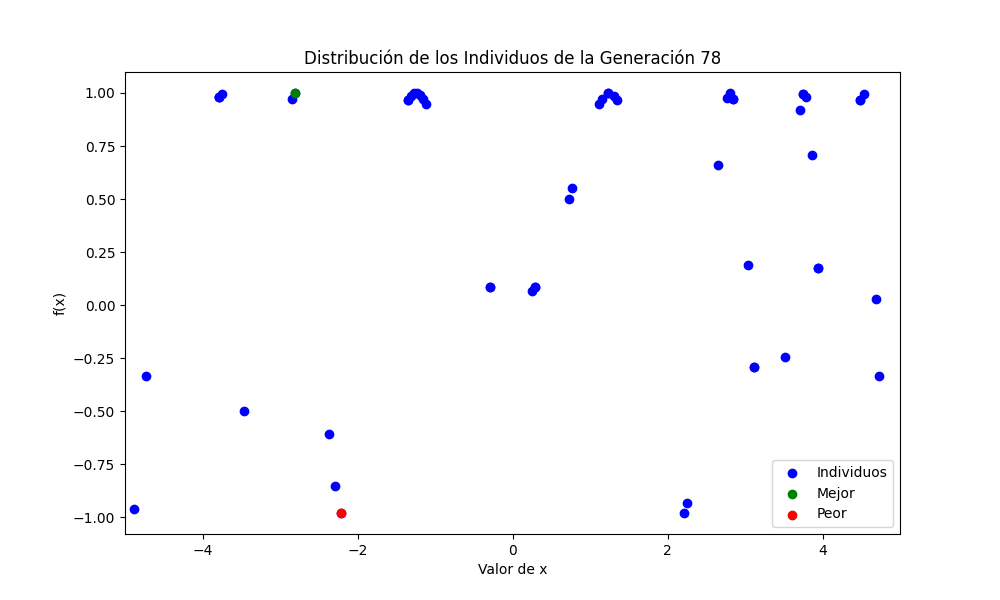 Distribución de los Individuos de la Generación 78
1.00
0.75
0.50
0.25
0.00
−0.25
−0.50
−0.75
−1.00
f(x)
−4
−2
0
2
4
Valor de x
Individuos
Mejor
Peor